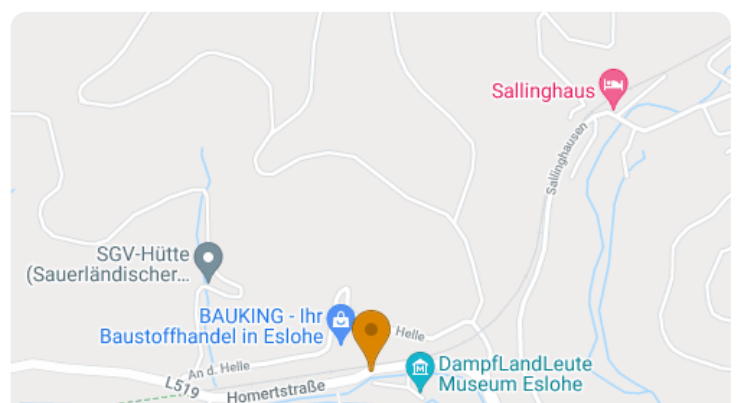 Sallinghaus
Sallinghausen
SGV-Hütte
(Sauerländischer...
BAUKING - Ihr
Baustoffhandel in Eslohe
Helle
An d. Helle
DampfLandLeute
Museum Eslohe
L519
Homertstraße